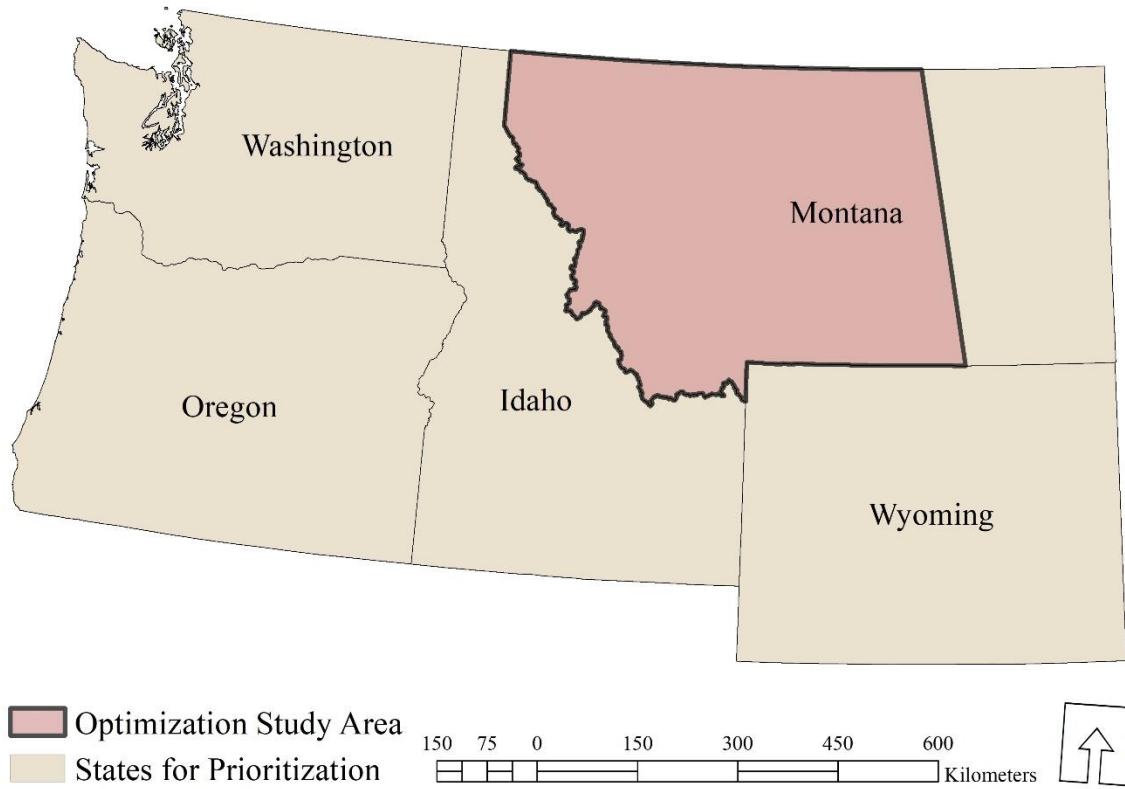 Washington
Montana
Oregon
Idaho
Wyoming
Optimization Study Area
States for Prioritization
150 75 0 150 300 450 600
Kilometers